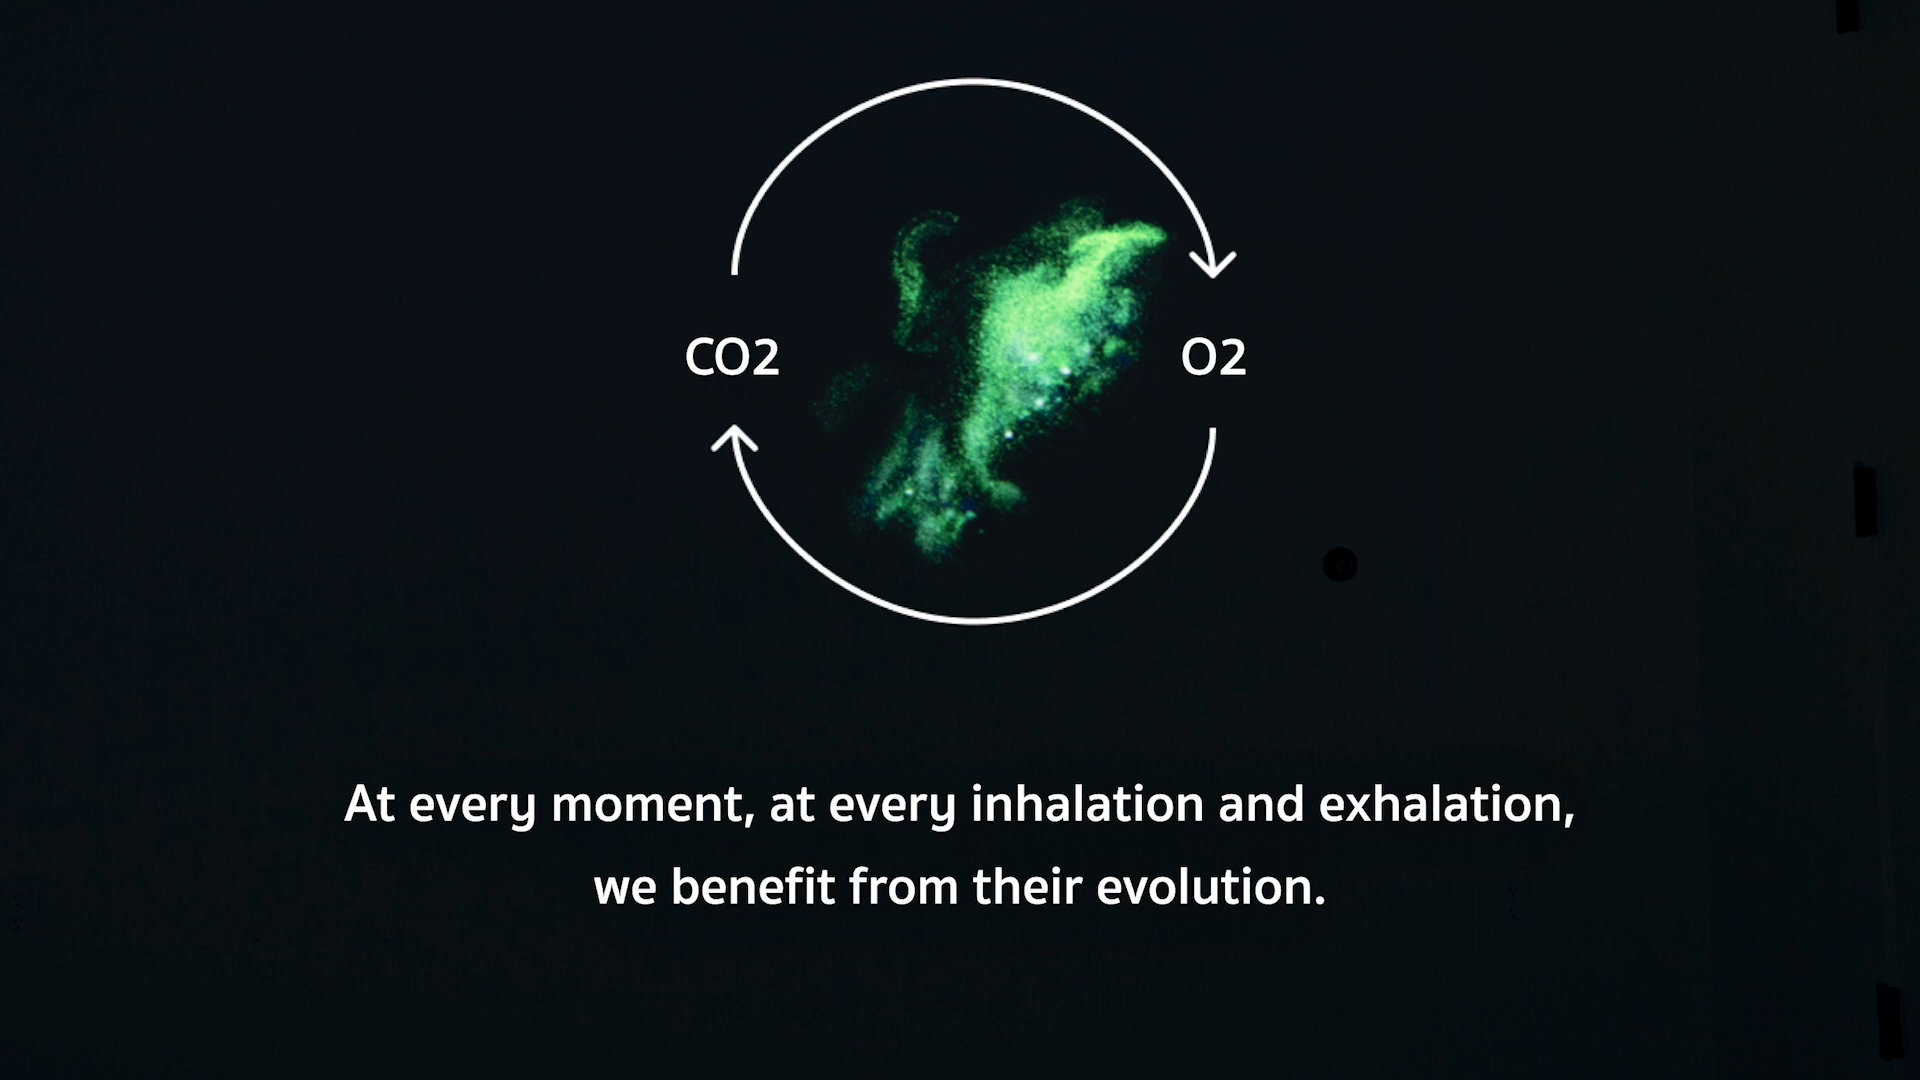 CO2
O2
At every moment, at every inhalation and exhalation,
we benefit from their evolution.